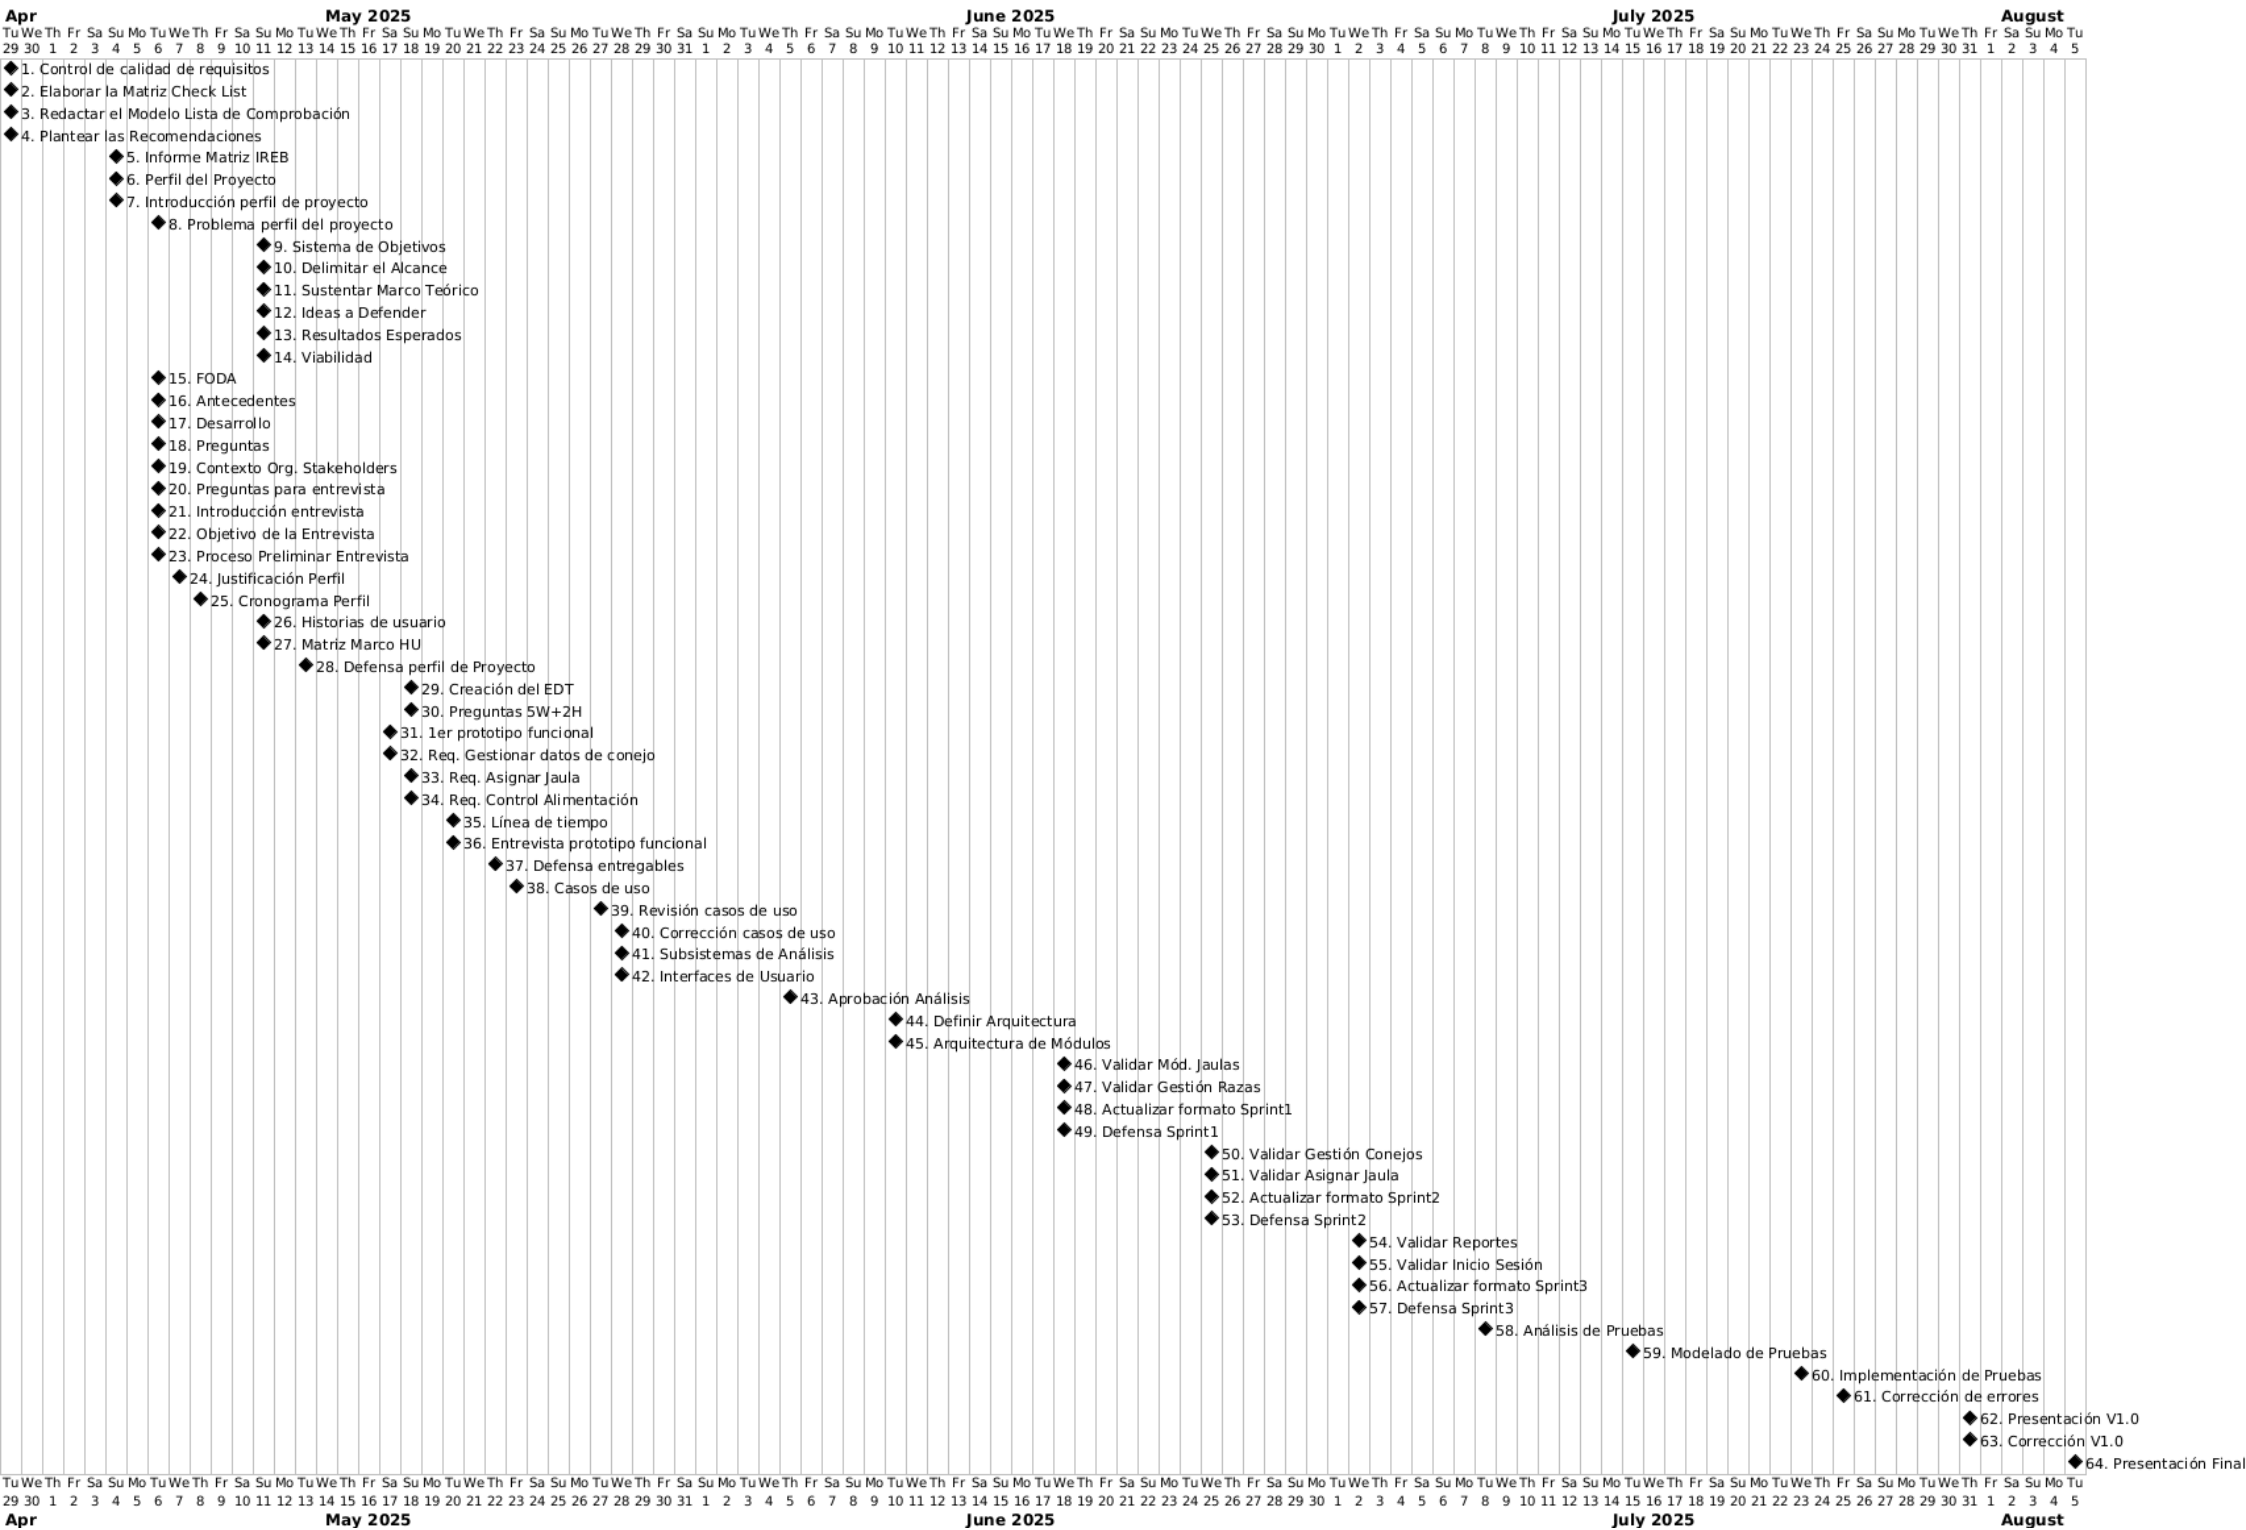 Apr May 2025 June 2025 July 2025 August
Tu We Th Fr Sa Su Mo Tu We Th Fr Sa Su Mo Tu We Th Fr Sa Su Mo Tu We Th Fr Sa Su Mo Tu We Th Fr Sa Su Mo Tu We Th Fr Sa Su Mo Tu We Th Fr Sa Su Mo Tu We Th Fr Sa Su Mo Tu We Th Fr Sa Su Mo Tu We Th Fr Sa Su Mo Tu We Th Fr Sa Su Mo Tu We Th Fr Sa Su Mo Tu We Th Fr Sa Su Mo Tu We Th Fr Sa Su Mo Tu
29 30 1 2 3 4 5 6 7 8 9 10 11 12 13 14 15 16 17 18 19 20 21 22 23 24 25 26 27 28 29 30 31 1 2 3 4 5 6 7 8 9 10 11 12 13 14 15 16 17 18 19 20 21 22 23 24 25 26 27 28 29 30 1 2 3 4 5 6 7 8 9 10 11 12 13 14 15 16 17 18 19 20 21 22 23 24 25 26 27 28 29 30 31 1 2 3 4 5
1. Control de calidad de requisitos
2. Elaborar la Matriz Check List
3. Redactar el Modelo Lista de Comprobación
4. Plantear las Recomendaciones
5. Informe Matriz IREB
6. Perfil del Proyecto
7. Introducción perfil de proyecto
8. Problema perfil del proyecto
9. Sistema de Objetivos
10. Delimitar el Alcance
11. Sustentar Marco Teórico
12. Ideas a Defender
13. Resultados Esperados
14. Viabilidad
15. FODA
16. Antecedentes
17. Desarrollo
18. Preguntas
19. Contexto Org. Stakeholders
20. Preguntas para entrevista
21. Introducción entrevista
22. Objetivo de la Entrevista
23. Proceso Preliminar Entrevista
24. Justificación Perfil
25. Cronograma Perfil
26. Historias de usuario
27. Matriz Marco HU
28. Defensa perfil de Proyecto
29. Creación del EDT
30. Preguntas 5W+2H
31. 1er prototipo funcional
32. Req. Gestionar datos de conejo
33. Req. Asignar Jaula
34. Req. Control Alimentación
35. Línea de tiempo
36. Entrevista prototipo funcional
37. Defensa entregables
38. Casos de uso
39. Revisión casos de uso
40. Corrección casos de uso
41. Subsistemas de Análisis
42. Interfaces de Usuario
43. Aprobación Análisis
44. Definir Arquitectura
45. Arquitectura de Módulos
46. Validar Mód. Jaulas
47. Validar Gestión Razas
48. Actualizar formato Sprint1
49. Defensa Sprint1
50. Validar Gestión Conejos
51. Validar Asignar Jaula
52. Actualizar formato Sprint2
53. Defensa Sprint2
54. Validar Reportes
55. Validar Inicio Sesión
56. Actualizar formato Sprint3
57. Defensa Sprint3
58. Análisis de Pruebas
59. Modelado de Pruebas
60. Implementación de Pruebas
61. Corrección de errores
62. Presentación V1.0
63. Corrección V1.0
64. Presentación Final
Tu We Th Fr Sa Su Mo Tu We Th Fr Sa Su Mo Tu We Th Fr Sa Su Mo Tu We Th Fr Sa Su Mo Tu We Th Fr Sa Su Mo Tu We Th Fr Sa Su Mo Tu We Th Fr Sa Su Mo Tu We Th Fr Sa Su Mo Tu We Th Fr Sa Su Mo Tu We Th Fr Sa Su Mo Tu We Th Fr Sa Su Mo Tu We Th Fr Sa Su Mo Tu We Th Fr Sa Su Mo Tu We Th Fr Sa Su Mo Tu
29 30 1 2 3 4 5 6 7 8 9 10 11 12 13 14 15 16 17 18 19 20 21 22 23 24 25 26 27 28 29 30 31 1 2 3 4 5 6 7 8 9 10 11 12 13 14 15 16 17 18 19 20 21 22 23 24 25 26 27 28 29 30 1 2 3 4 5 6 7 8 9 10 11 12 13 14 15 16 17 18 19 20 21 22 23 24 25 26 27 28 29 30 31 1 2 3 4 5
Apr May 2025 June 2025 July 2025 August